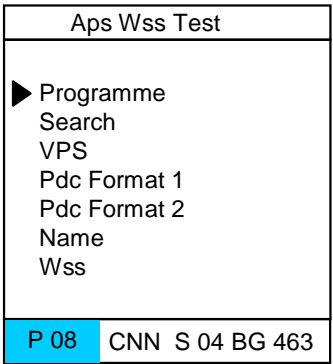 Aps Wss Test
Programme
Search
VPS
Pdc Format 1
Pdc Format 2
Name
Wss
P 08 CNN S 04 BG 463